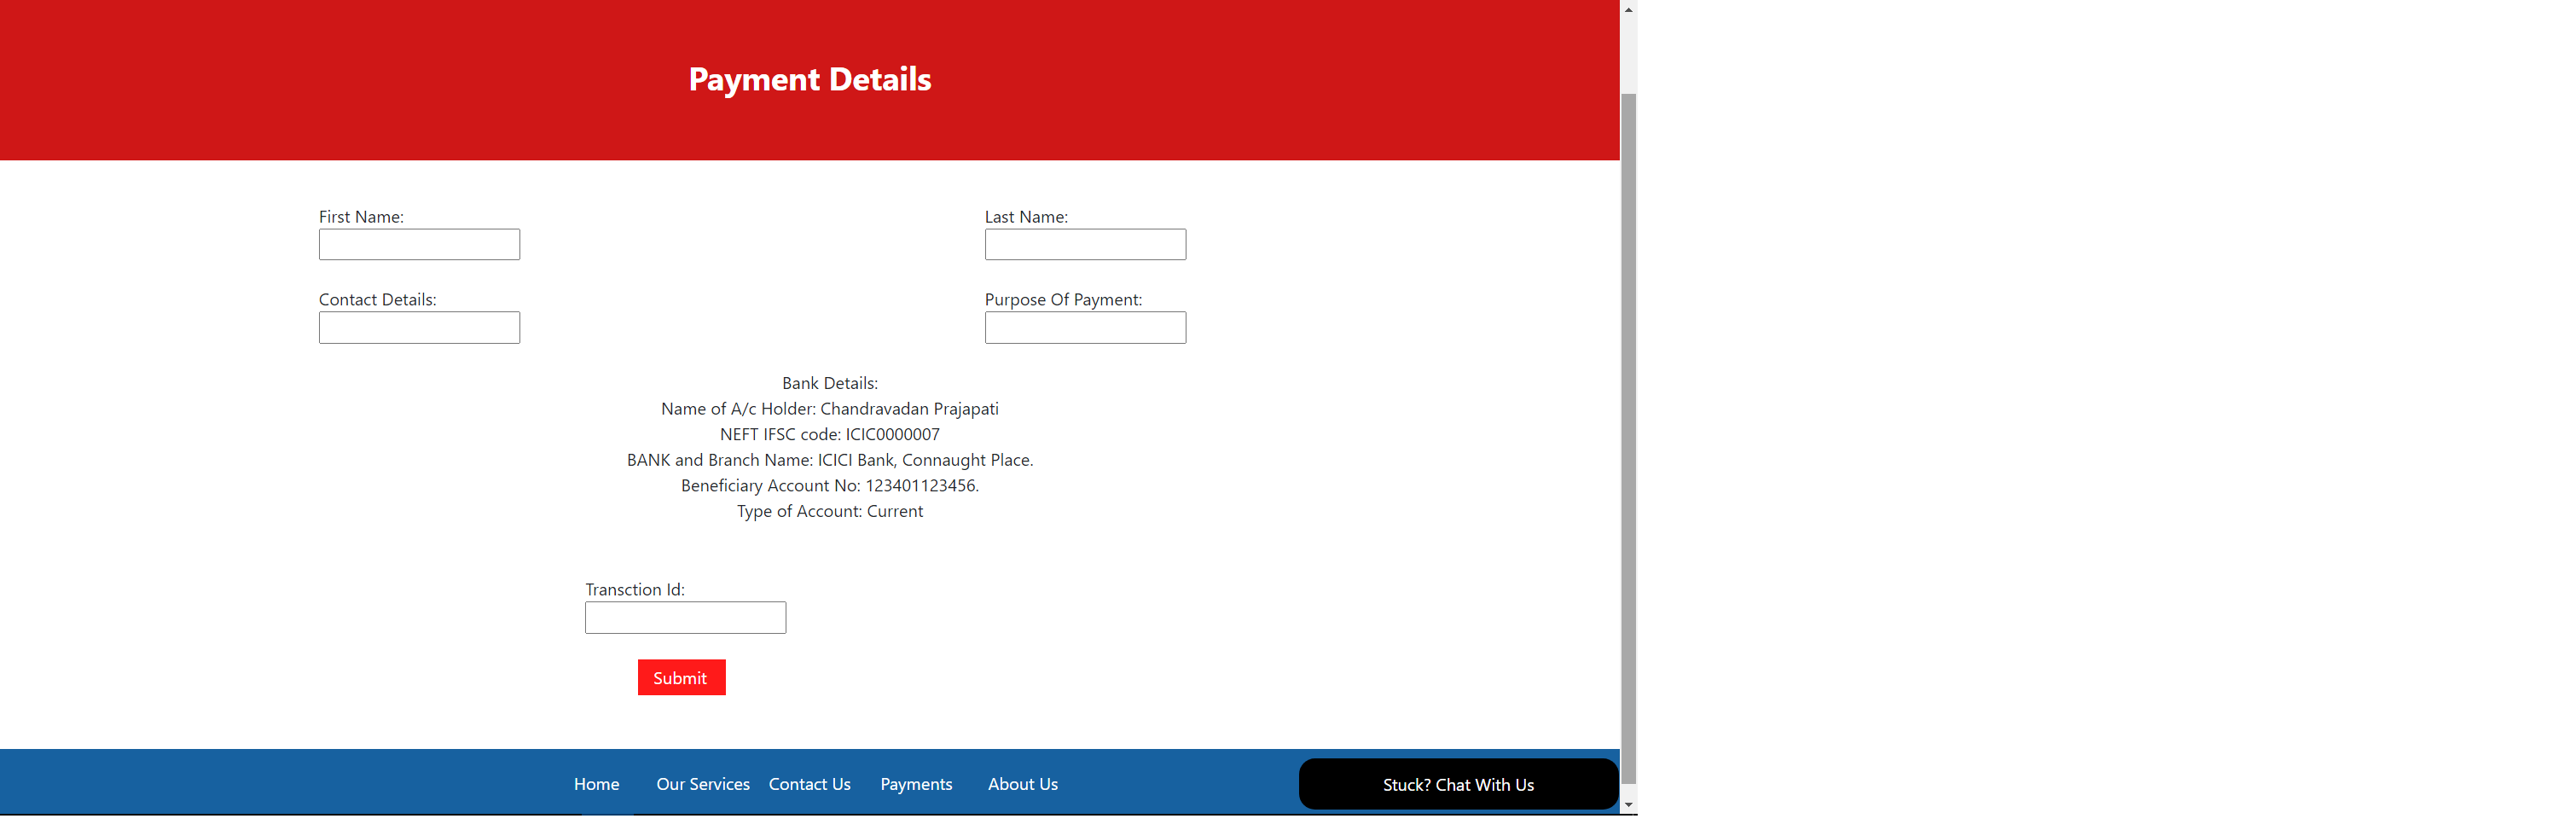 Payment Details
First Name:
Last Name:
Contact Details:
Purpose Of Payment:
Bank Details:
Name of A/c Holder: Chandravadan Prajapati
NEFT IFSC code: ICIC0000007
BANK and Branch Name: ICICI Bank, Connaught Place.
Beneficiary Account No: 123401123456.
Type of Account: Current
Transction Id:
Submit
Home Our Services Contact Us Payments About Us Stuck? Chat With Us